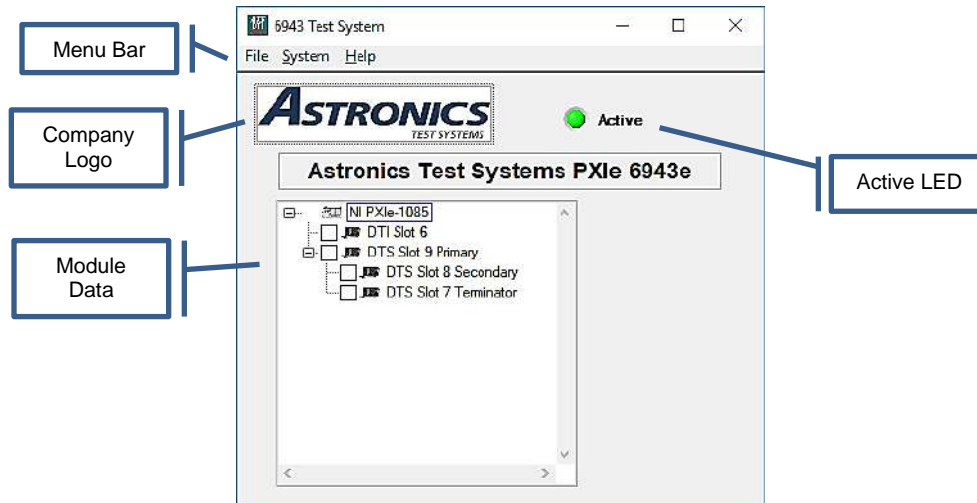 6943 Test System
Menu Bar
File System Help
ASTRONICS
TEST SYSTEMS
Active
Company
Logo
Astronics Test Systems PXIe 6943e
Active LED
NI PXIe-1085
DTI Slot 6
DTS Slot 9 Primary
Module
Data
DTS Slot 8 Secondary
DTS Slot 7 Terminator